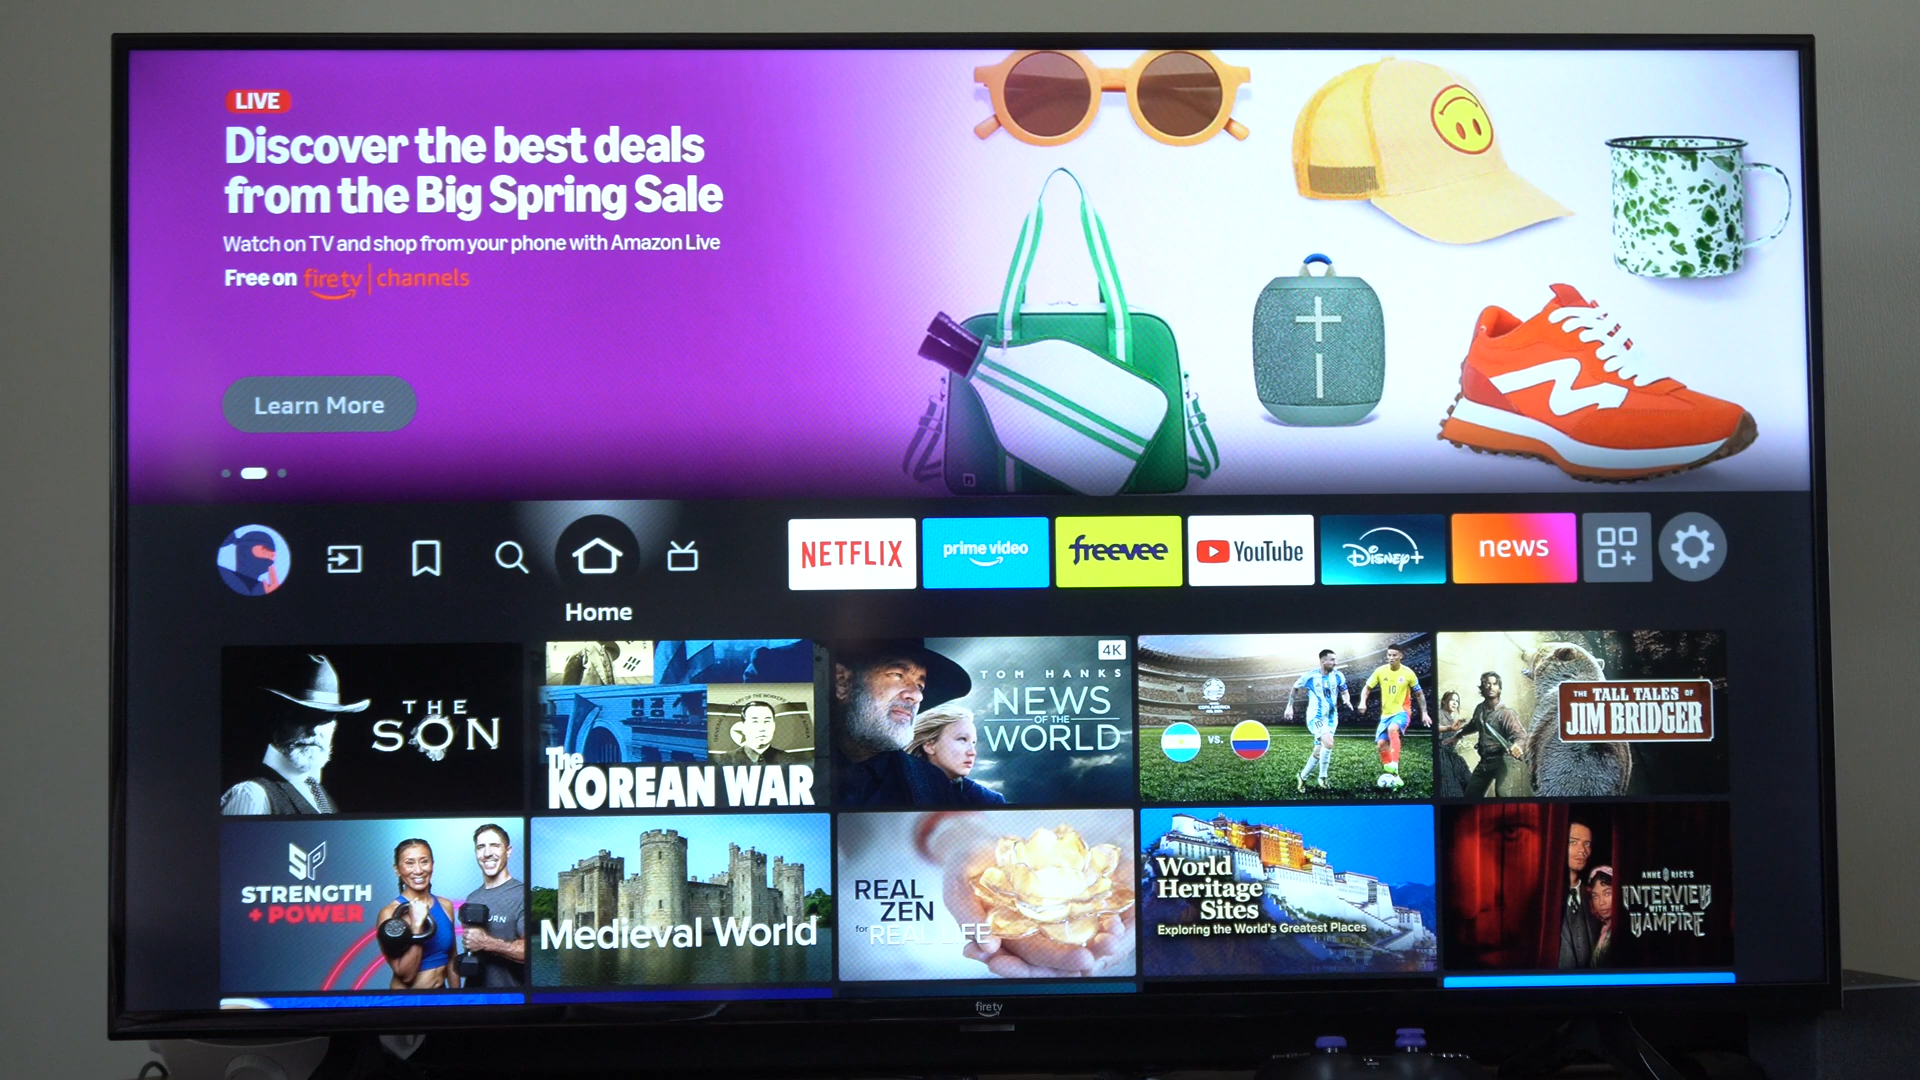 LIVE
Discover the best deals
from the Big Spring Sale
Watch on TV and shop from your phone with Amazon Live
Free on firetv | channels
Learn More
NETFLIX
prime video
freevee
YouTube
Disney+
news
Home
THE
SON
The
KOREAN WAR
4K
TOM HANKS
NEWS
OF THE
WORLD
VS.
10
THE TALL TALES OF
JIM BRIDGER
SP
STRENGTH
+ POWER
Medieval World
REAL
ZEN
for REAL LIFE
World
Heritage
Sites
Exploring the World's Greatest Places
ANNE RICE'S
INTERVIEW
WITH THE
VAMPIRE
firetv